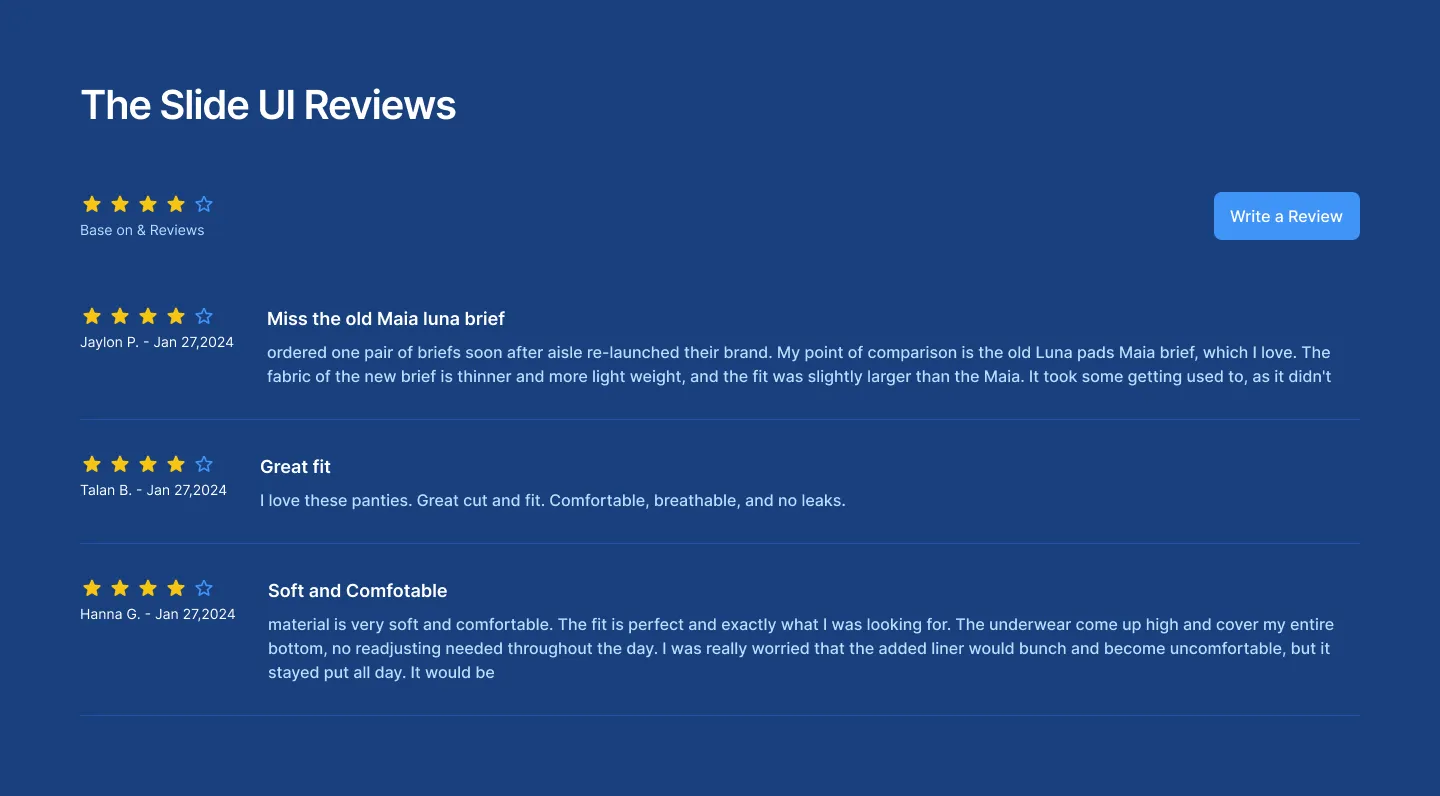 The Slide UI Reviews
Base on & Reviews
Write a Review
Jaylon P. - Jan 27,2024
Miss the old Maia luna brief
ordered one pair of briefs soon after aisle re-launched their brand. My point of comparison is the old Luna pads Maia brief, which I love. The
fabric of the new brief is thinner and more light weight, and the fit was slightly larger than the Maia. It took some getting used to, as it didn't
Talan B. - Jan 27,2024
Great fit
I love these panties. Great cut and fit. Comfortable, breathable, and no leaks.
Hanna G. - Jan 27,2024
Soft and Comfotable
material is very soft and comfortable. The fit is perfect and exactly what I was looking for. The underwear come up high and cover my entire
bottom, no readjusting needed throughout the day. I was really worried that the added liner would bunch and become uncomfortable, but it
stayed put all day. It would be